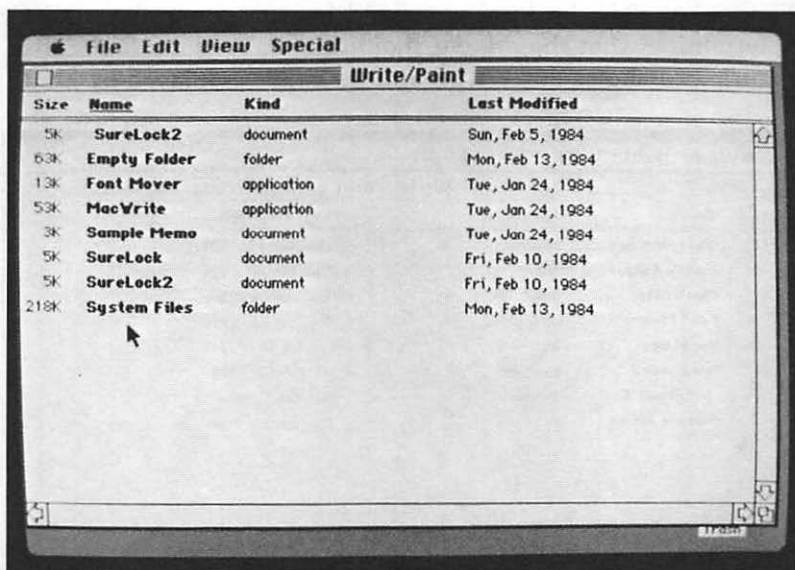 File Edit View Special
Write/Paint
Size Name Kind Last Modified
5K SureLock2 document Sun, Feb 5, 1984
63K Empty Folder folder Mon, Feb 13, 1984
13K Font Mover application Tue, Jan 24, 1984
53K MacWrite application Tue, Jan 24, 1984
3K Sample Memo document Tue, Jan 24, 1984
5K SureLock document Fri, Feb 10, 1984
5K SureLock2 document Fri, Feb 10, 1984
218K System Files folder Mon, Feb 13, 1984
Trash